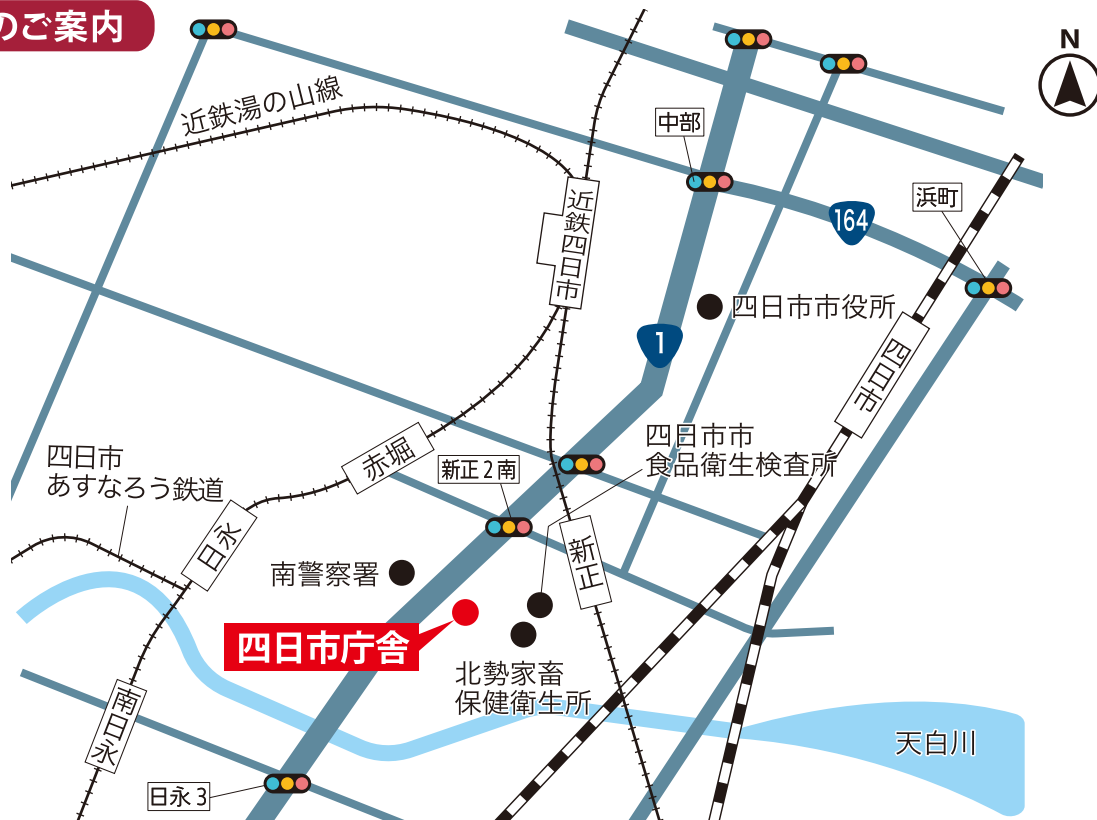 のご案内
N
近鉄湯の山線
中部
浜町
164
近鉄四日市
四日市市役所
1
四日市
四日市市
食品衛生検査所
赤堀
新正2南
四日市
あすなろう鉄道
日永
新正
南警察署
四日市庁舎
北勢家畜
保健衛生所
南日永
天白川
日永3